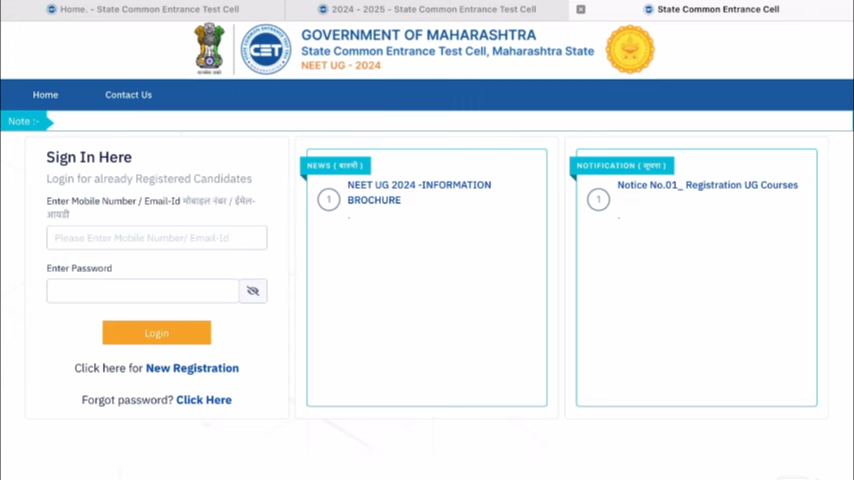 Home. - State Common Entrance Test Cell
2024 - 2025 - State Common Entrance Test Cell
State Common Entrance Cell
CET
GOVERNMENT OF MAHARASHTRA
State Common Entrance Test Cell, Maharashtra State
NEET UG - 2024
Home
Contact Us
Note :-
Sign In Here
Login for already Registered Candidates
Enter Mobile Number / Email-Id मोबाइल नंबर / ईमेल-
आयडी
Please Enter Mobile Number/ Email-Id
Enter Password
Login
Click here for New Registration
Forgot password? Click Here
NEWS ( बातमी )
1
NEET UG 2024 -INFORMATION
BROCHURE
.
NOTIFICATION ( सूचना )
1
Notice No.01_ Registration UG Courses
.